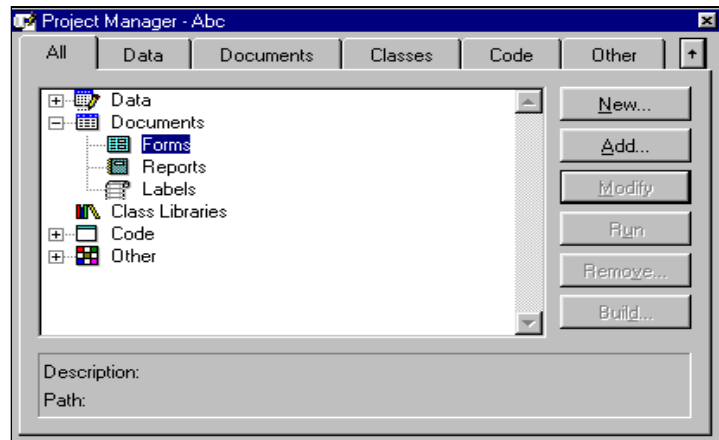 Project Manager - Abc
All Data Documents Classes Code Other
Data
Documents
Forms
Reports
Labels
Class Libraries
Code
Other
New...
Add...
Modify
Run
Remove...
Build...
Description:
Path: